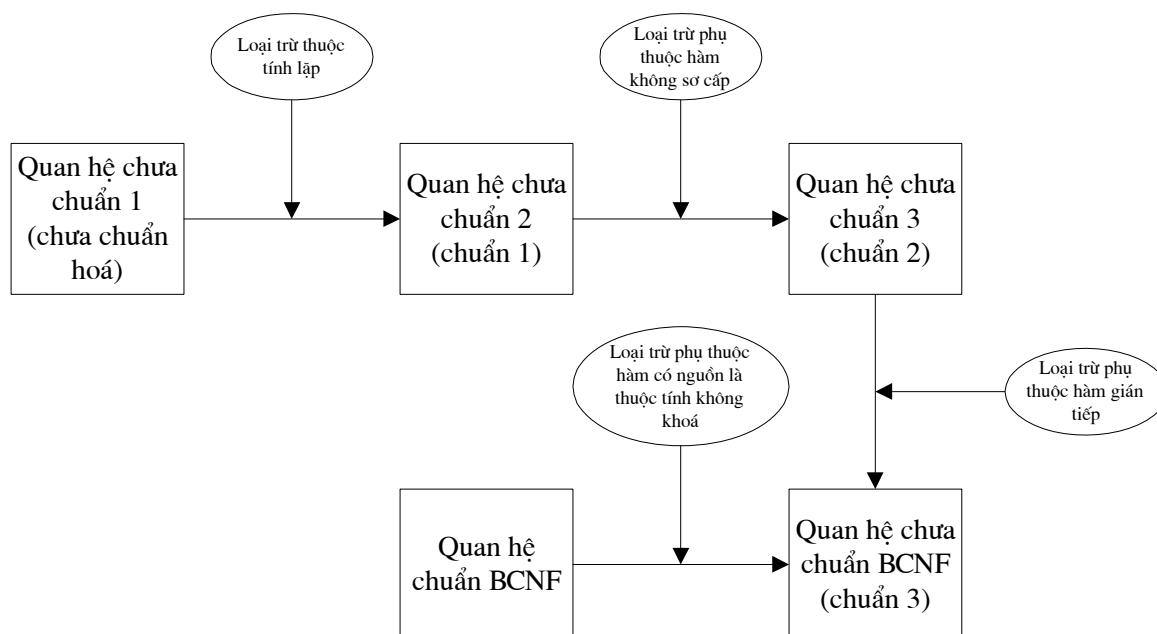 Loại trừ thuộc
tính lặp
Loại trừ phụ
thuộc hàm
không sơ cấp
Quan hệ chưa
chuẩn 1
(chưa chuẩn
hoá)
Quan hệ chưa
chuẩn 2
(chuẩn 1)
Quan hệ chưa
chuẩn 3
(chuẩn 2)
Loại trừ phụ thuộc
hàm có nguồn là
thuộc tính không
khoá
Loại trừ phụ
thuộc hàm gián
tiếp
Quan hệ
chuẩn BCNF
Quan hệ chưa
chuẩn BCNF
(chuẩn 3)